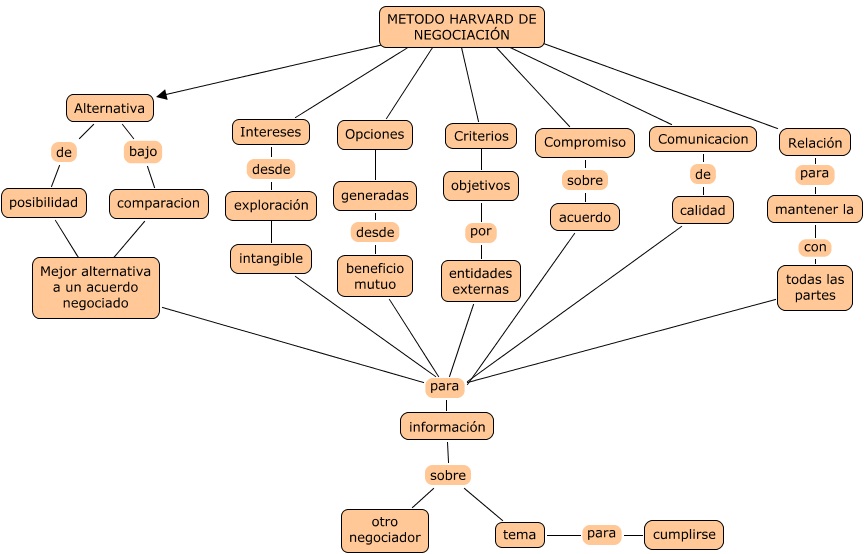 METODO HARVARD DE
NEGOCIACIÓN
Alternativa
Intereses
Opciones
Criterios
Compromiso
Comunicacion
Relación
de
bajo
desde
generadas
objetivos
sobre
de
para
posibilidad
comparacion
exploración
desde
por
acuerdo
calidad
mantener la
con
Mejor alternativa
a un acuerdo
negociado
intangible
beneficio
mutuo
entidades
externas
todas las
partes
para
información
sobre
otro
negociador
tema
para
cumplirse